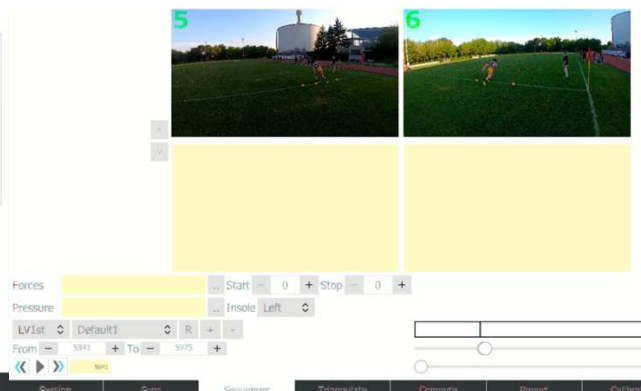 5 6
Forces .. Start - 0 + Stop - 0 +
Pressure .. Insole Left
LV1st Default1 R + -
From - 5941 + To - 5975 +
5941
Session Sync Sequences Triangulate Compute Report